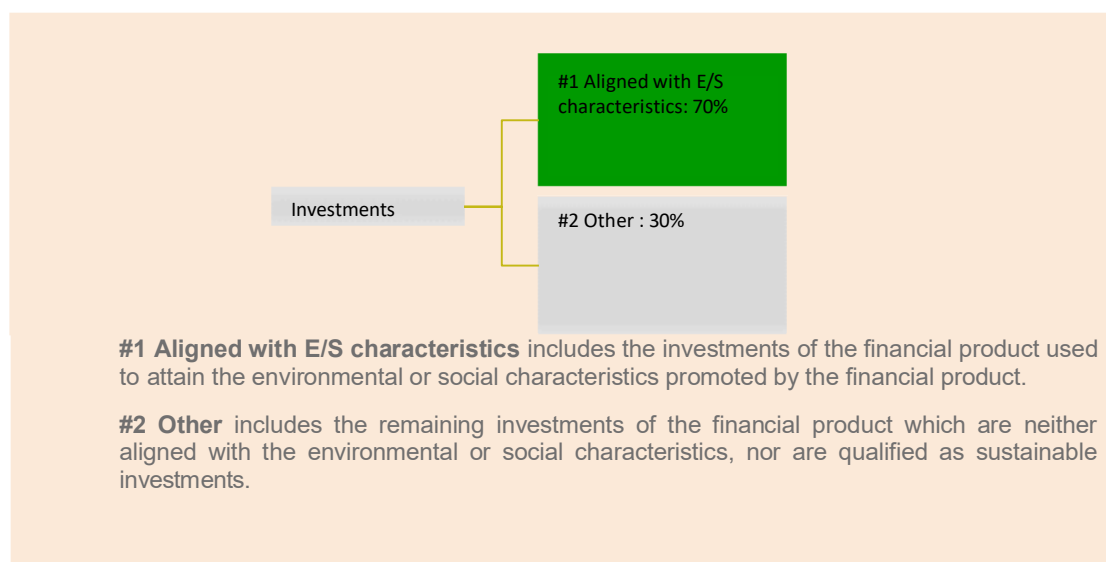 #1 Aligned with E/S
characteristics: 70%
Investments
#2 Other : 30%
#1 Aligned with E/S characteristics includes the investments of the financial product used
to attain the environmental or social characteristics promoted by the financial product.
#2 Other includes the remaining investments of the financial product which are neither
aligned with the environmental or social characteristics, nor are qualified as sustainable
investments.